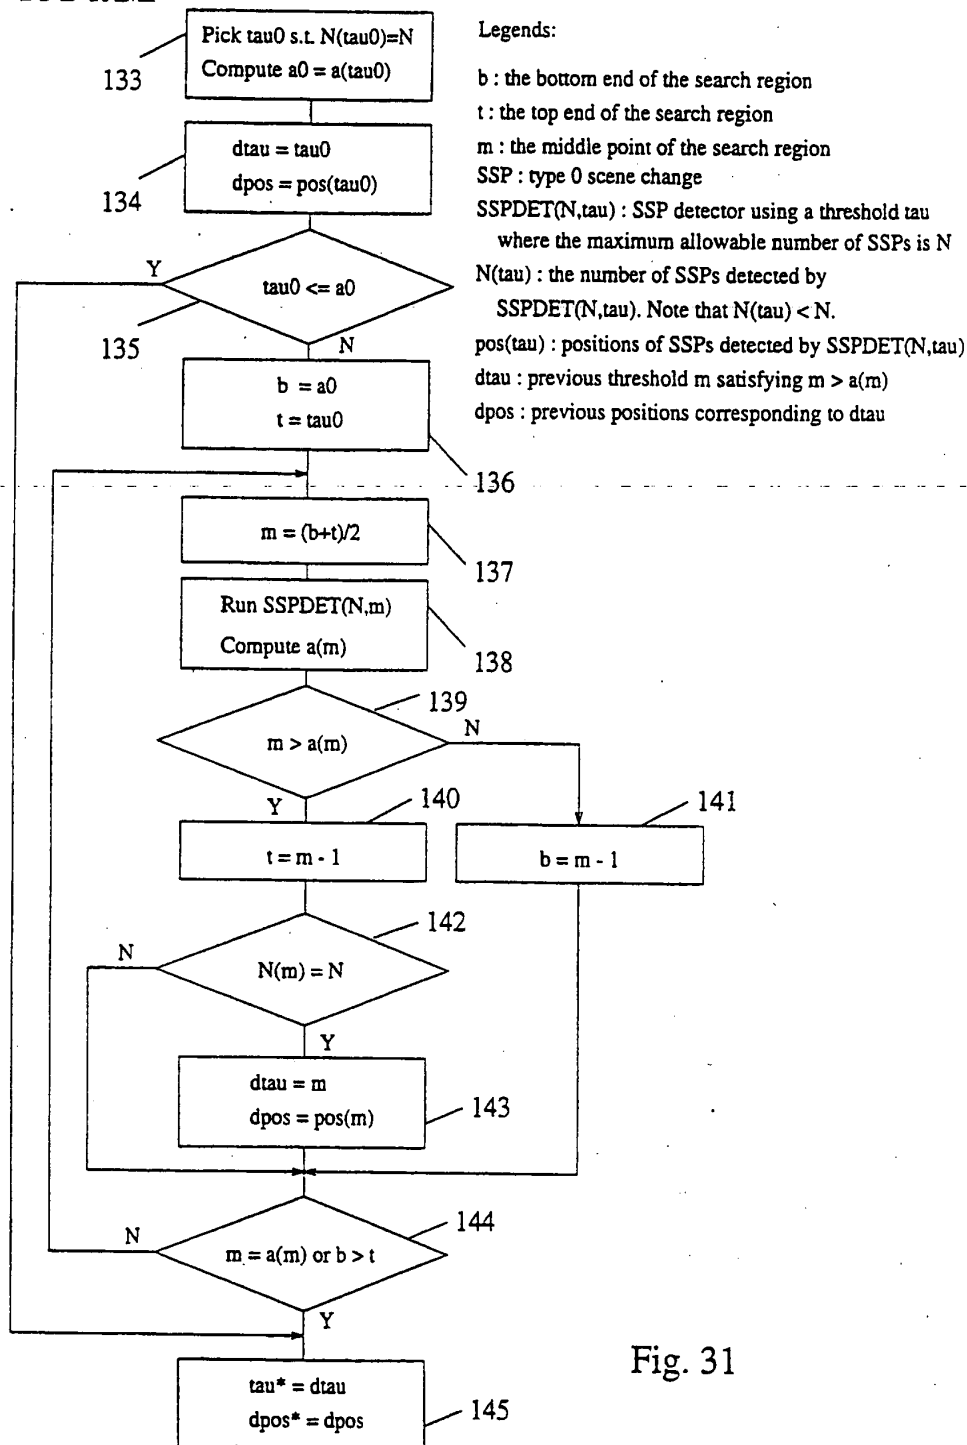 Pick tau0 s.t. N(tau0)=N
Compute a0 = a(tau0)
133
dtau = tau0
dpos = pos(tau0)
134
Y
tau0 <= a0
135
N
b = a0
t = tau0
136
m = (b+t)/2
137
Run SSPDET(N,m)
Compute a(m)
138
139
m > a(m)
N
Y
140
t = m - 1
141
b = m - 1
142
N
N(m) = N
Y
dtau = m
dpos = pos(m)
143
144
N
m = a(m) or b > t
Y
tau* = dtau
dpos* = dpos
145
Legends:
b : the bottom end of the search region
t : the top end of the search region
m : the middle point of the search region
SSP : type 0 scene change
SSPDET(N,tau) : SSP detector using a threshold tau
where the maximum allowable number of SSPs is N
N(tau) : the number of SSPs detected by
SSPDET(N,tau). Note that N(tau) < N.
pos(tau) : positions of SSPs detected by SSPDET(N,tau)
dtau : previous threshold m satisfying m > a(m)
dpos : previous positions corresponding to dtau
Fig. 31